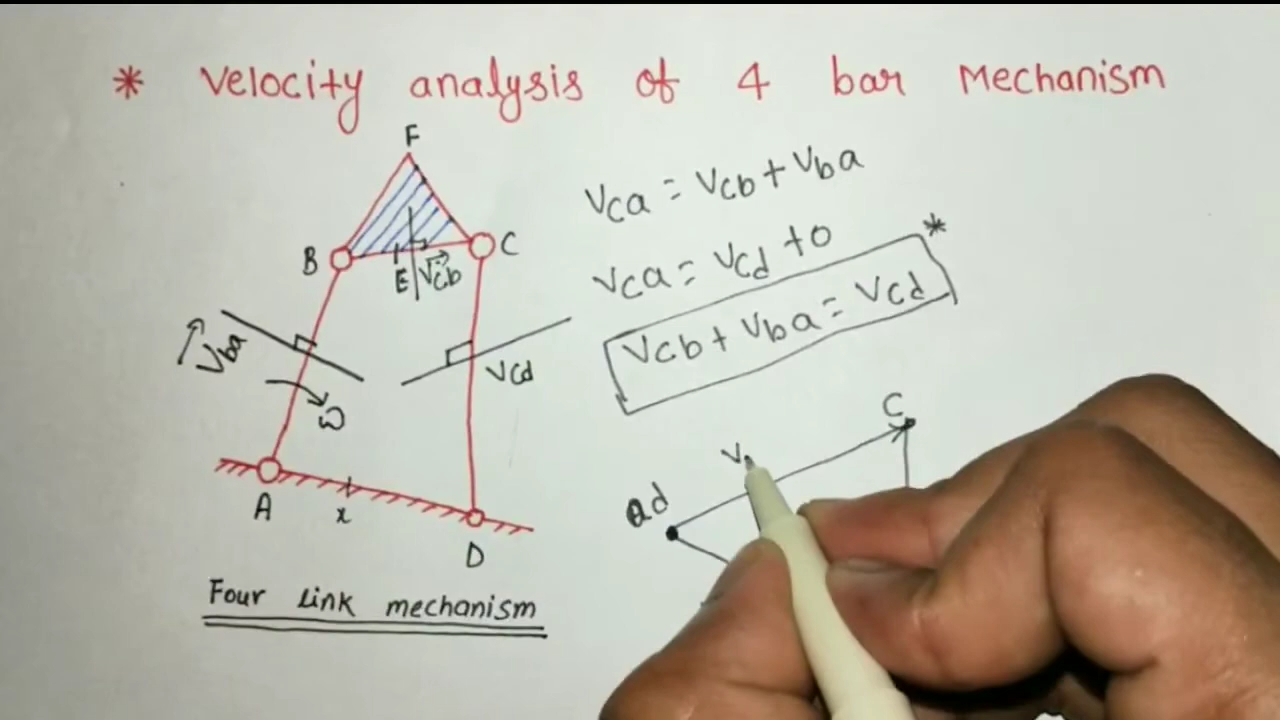 * Velocity analysis of 4 bar Mechanism
F
B
C
E
Vcb
Vba
ω
Vcd
A
x
D
Four Link mechanism
Vca = Vcb + Vba
Vca = Vcd + 0
*
Vcb + Vba = Vcd
C
ad
V